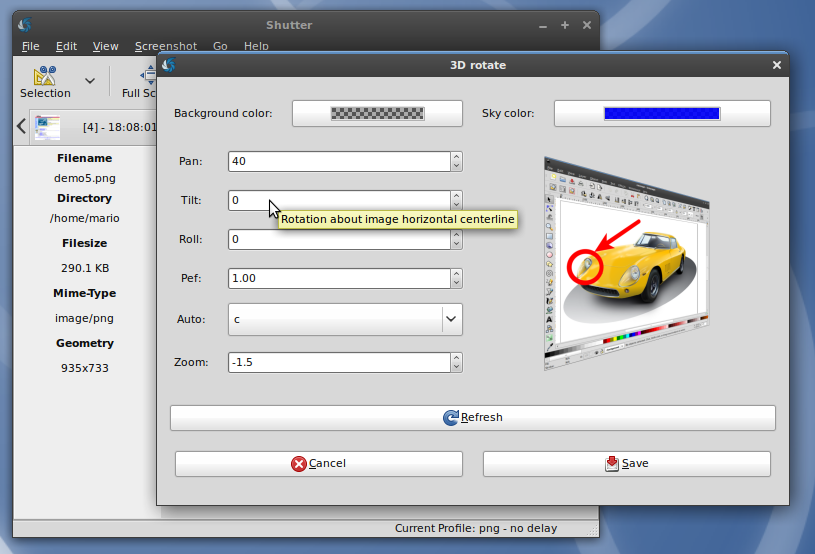 Shutter
File Edit View Screenshot Go Help
3D rotate
Selection
Full Sc
[4] - 18:08:01
Filename
demo5.png
Directory
/home/mario
Filesize
290.1 KB
Mime-Type
image/png
Geometry
935x733
Background color:
Sky color:
Pan: 40
Tilt: 0
Rotation about image horizontal centerline
Roll: 0
Pef: 1.00
Auto: c
Zoom: -1.5
Refresh
Cancel
Save
Current Profile: png - no delay